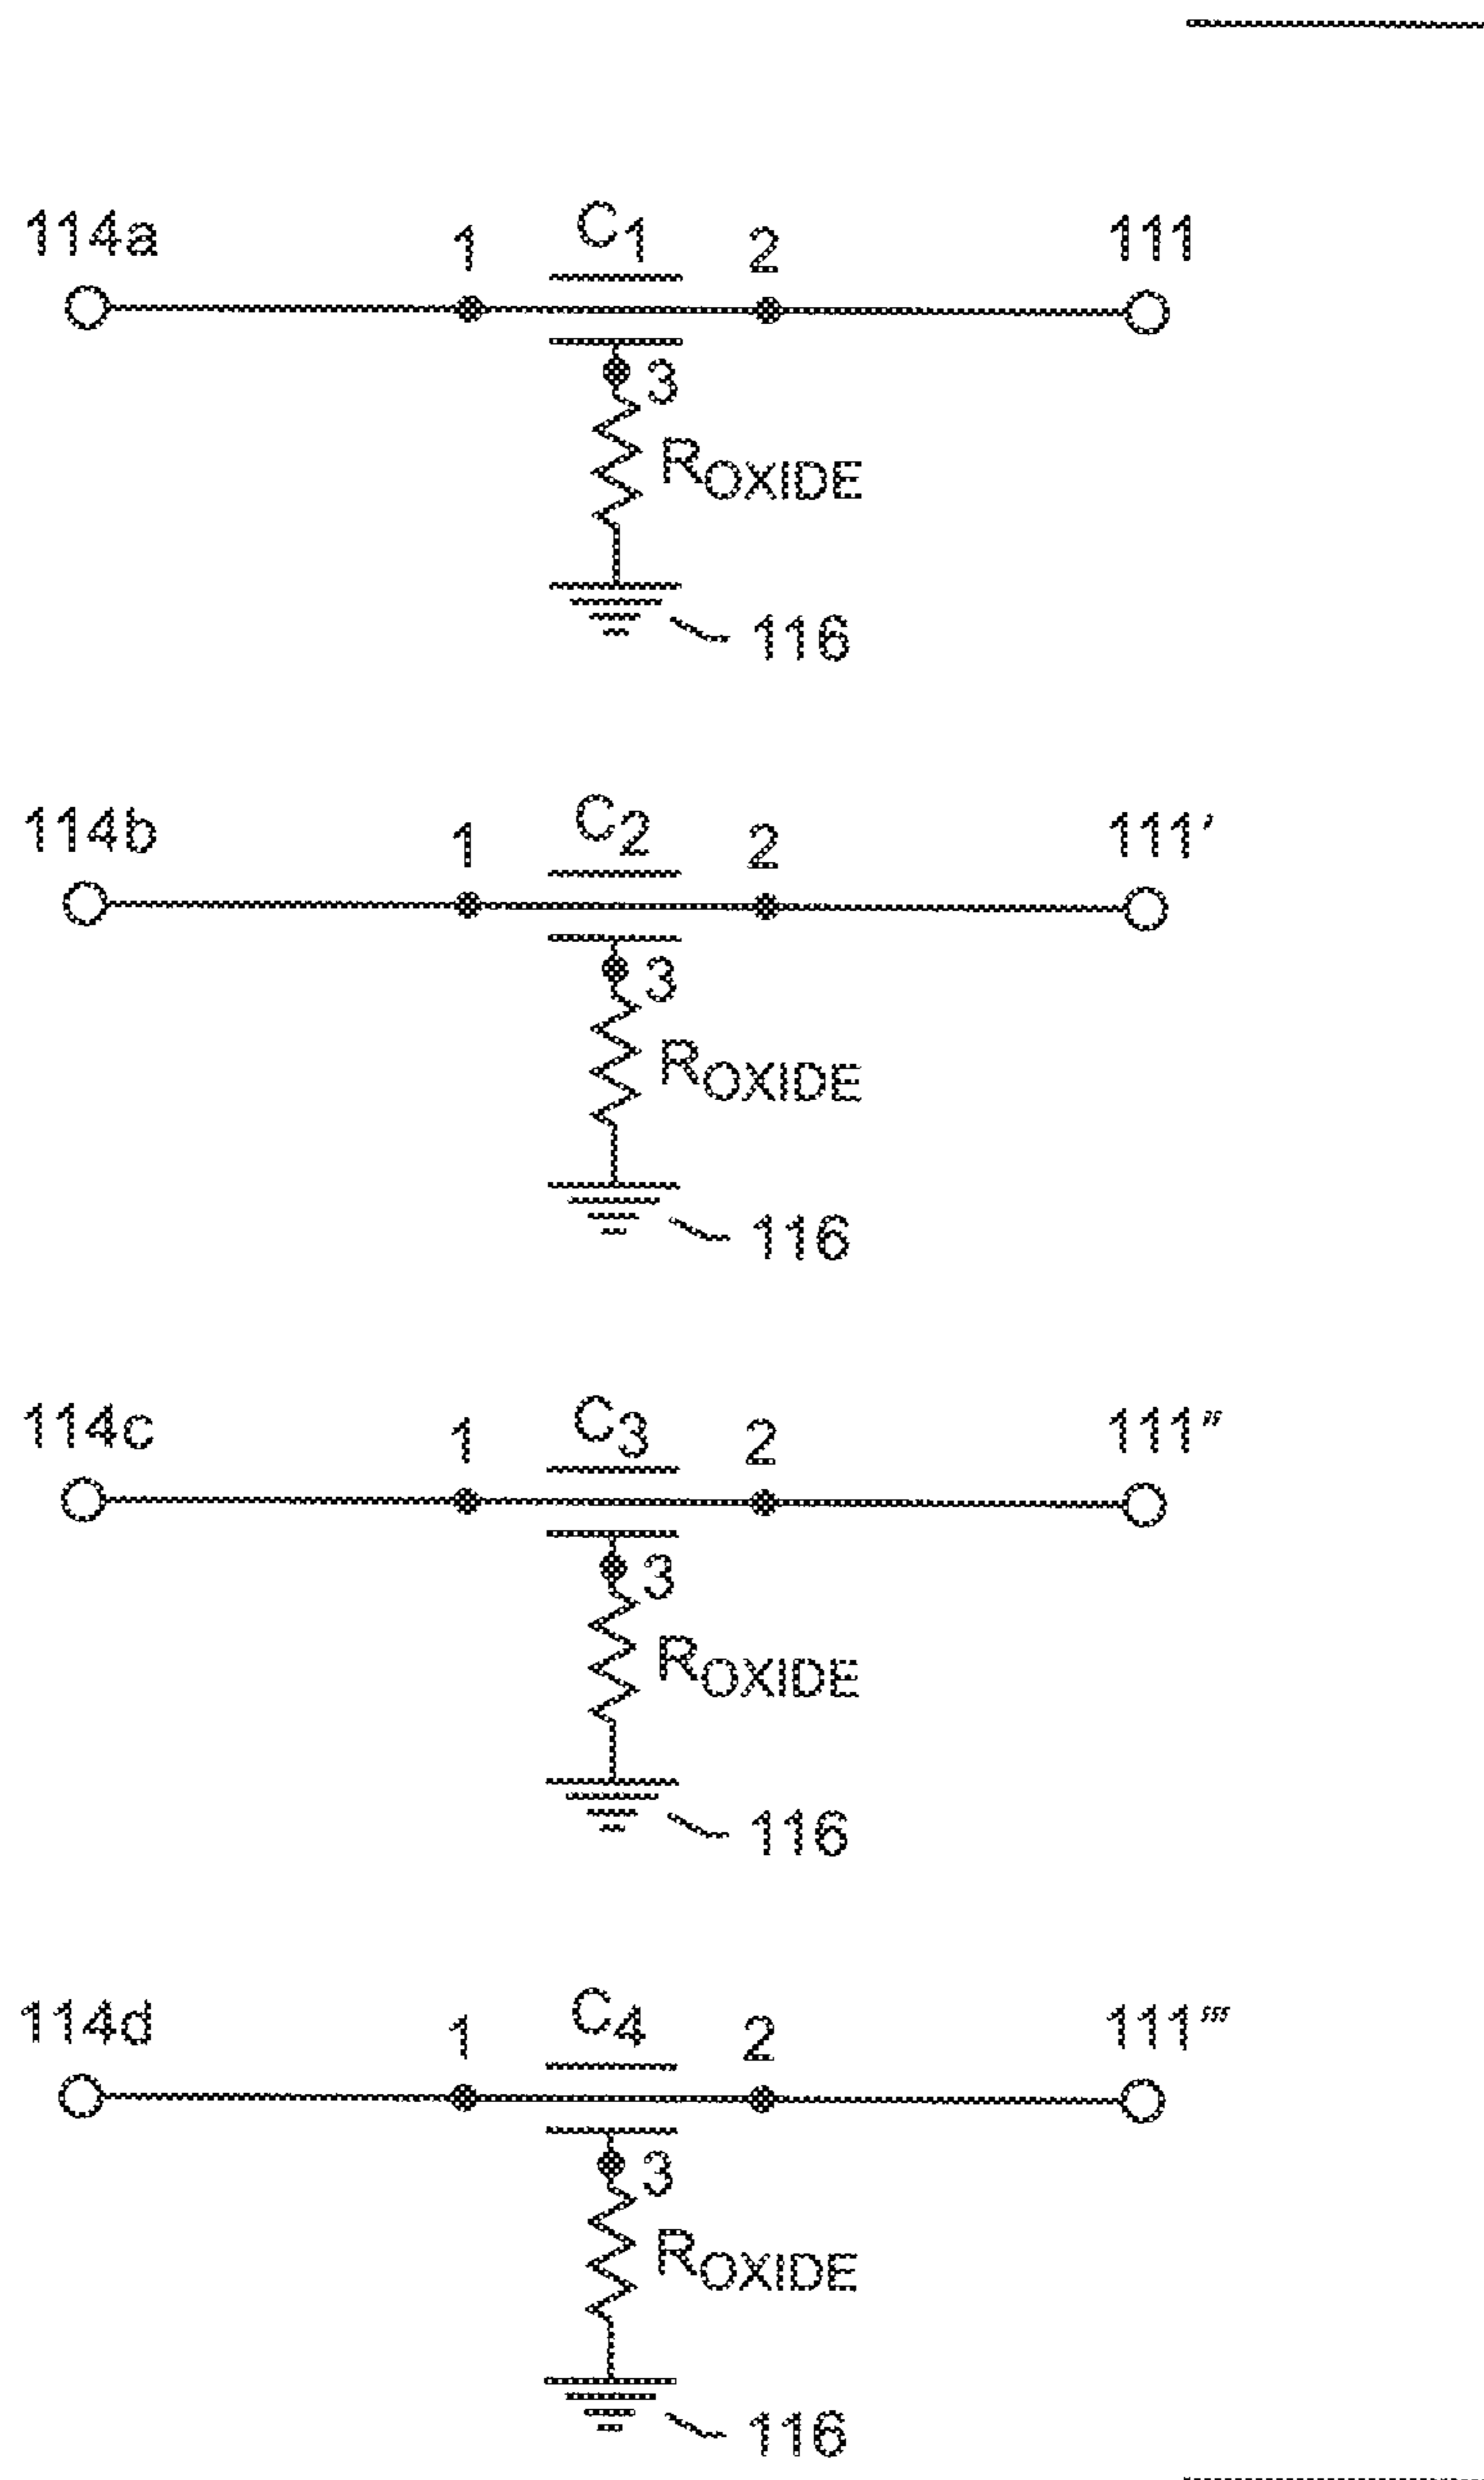 114a 1 C1 2 111
3
ROXIDE
116
114b 1 C2 2 111'
3
ROXIDE
116
114c 1 C3 2 111"
3
ROXIDE
116
114d 1 C4 2 111'''
3
ROXIDE
116